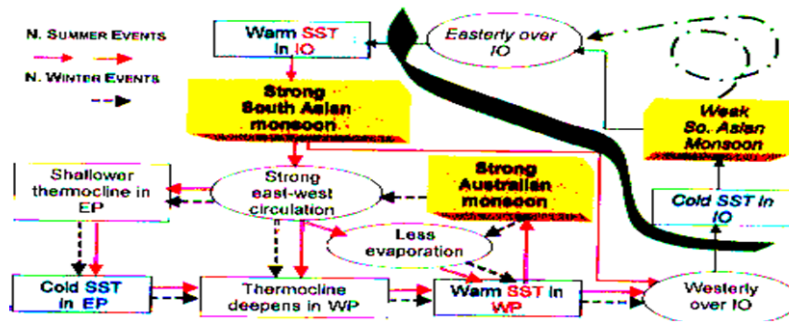 N. SUMMER EVENTS
N. WINTER EVENTS
Warm SST
in IO
Easterly over
IO
Strong
South Asian
monsoon
Weak
So. Asian
Monsoon
Shallower
thermocline in
EP
Strong
east-west
circulation
Strong
Australian
monsoon
Cold SST in
IO
Less
evaporation
Cold SST
in EP
Thermocline
deepens in WP
Warm SST in
WP
Westerly
over IO